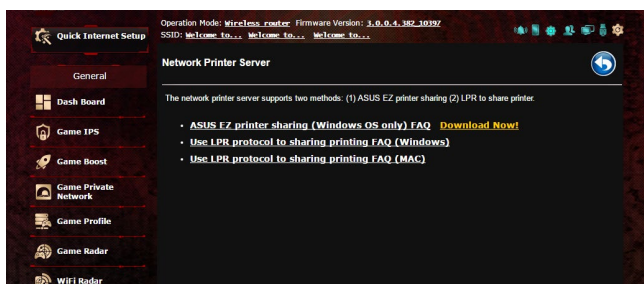 Quick Internet Setup
Operation Mode: Wireless router Firmware Version: 3.0.0.4.382_10397
SSID: Welcome to... Welcome to... Welcome to...
General
Dash Board
Game IPS
Game Boost
Game Private
Network
Game Profile
Game Radar
WiFi Radar
Network Printer Server
The network printer server supports two methods: (1) ASUS EZ printer sharing (2) LPR to share printer.
ASUS EZ printer sharing (Windows OS only) FAQ Download Now!
Use LPR protocol to sharing printing FAQ (Windows)
Use LPR protocol to sharing printing FAQ (MAC)